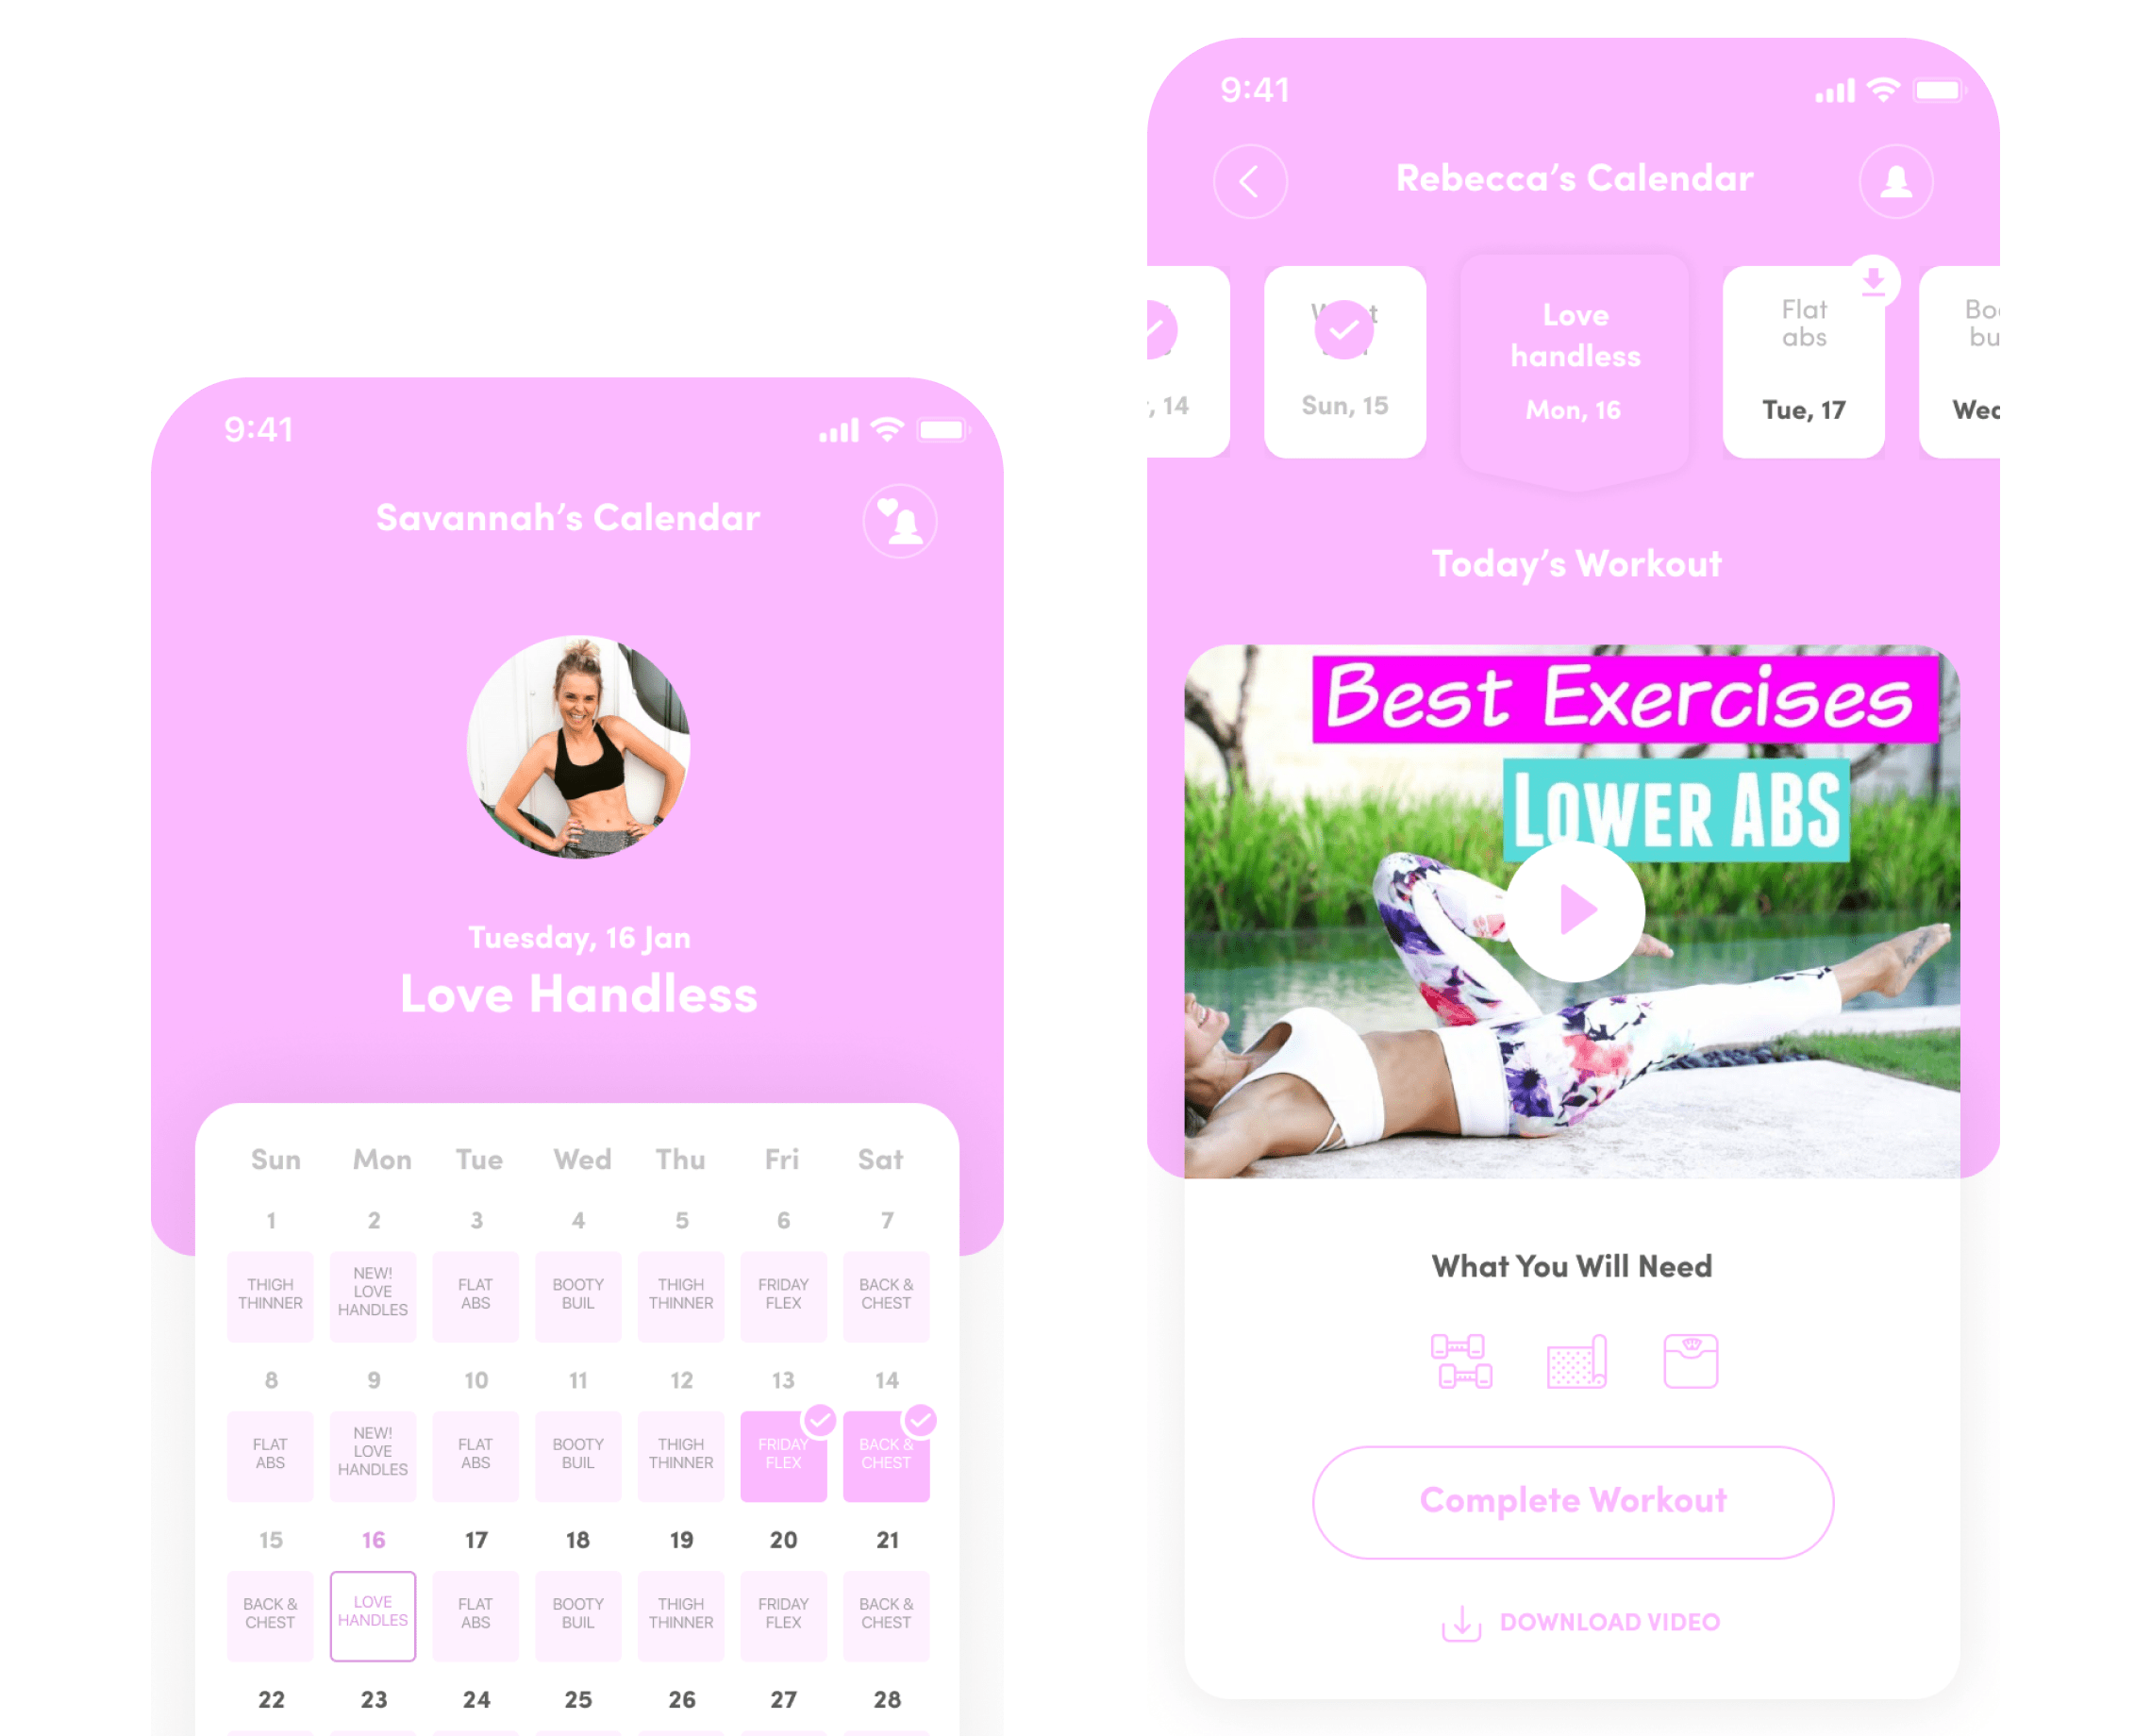 9:41
Savannah’s Calendar
Tuesday, 16 Jan
Love Handless
Sun Mon Tue Wed Thu Fri Sat
1 2 3 4 5 6 7
THIGH THINNER
NEW! LOVE HANDLES
FLAT ABS
BOOTY BUIL
THIGH THINNER
FRIDAY FLEX
BACK & CHEST
8 9 10 11 12 13 14
FLAT ABS
NEW! LOVE HANDLES
FLAT ABS
BOOTY BUIL
THIGH THINNER
FRIDAY FLEX
BACK & CHEST
15 16 17 18 19 20 21
BACK & CHEST
LOVE HANDLES
FLAT ABS
BOOTY BUIL
THIGH THINNER
FRIDAY FLEX
BACK & CHEST
22 23 24 25 26 27 28
9:41
Rebecca’s Calendar
, 14
Sun, 15
Love
handless
Mon, 16
Flat
abs
Tue, 17
Bo
bu
Wed
Today’s Workout
Best Exercises
LOWER ABS
What You Will Need
Complete Workout
DOWNLOAD VIDEO